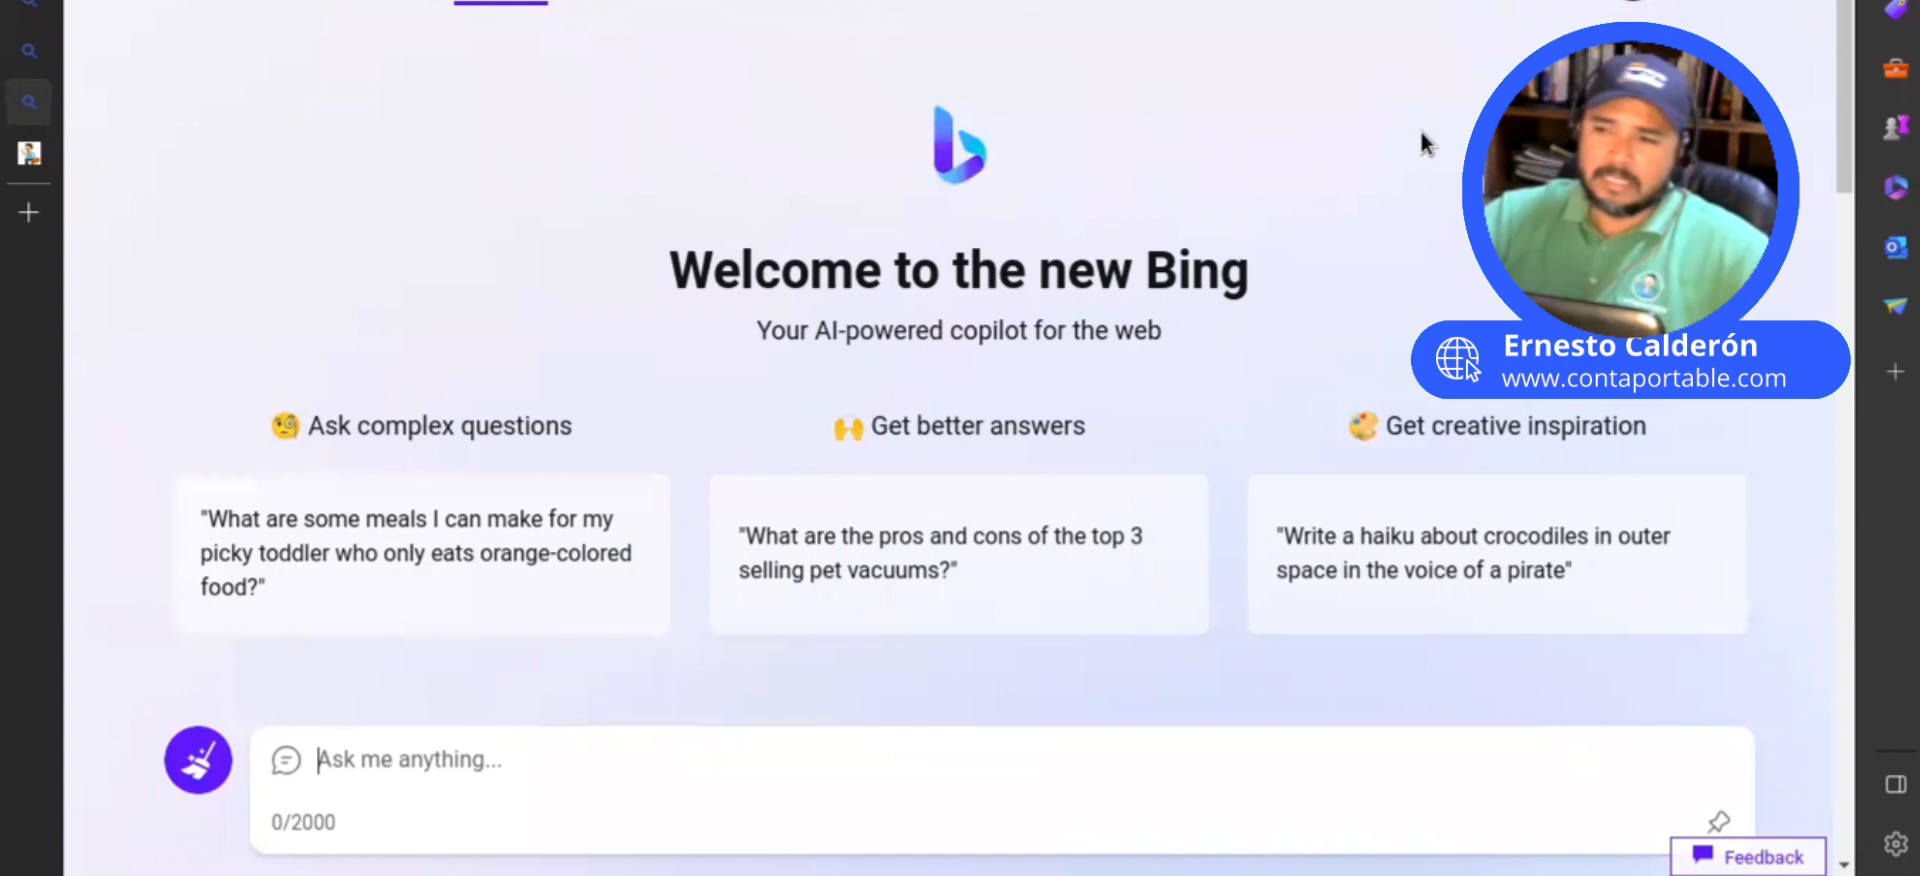 Welcome to the new Bing
Your AI-powered copilot for the web
Ernesto Calderón
www.contaportable.com
Ask complex questions
Get better answers
Get creative inspiration
"What are some meals I can make for my
picky toddler who only eats orange-colored
food?"
"What are the pros and cons of the top 3
selling pet vacuums?"
"Write a haiku about crocodiles in outer
space in the voice of a pirate"
Ask me anything...
0/2000
Feedback